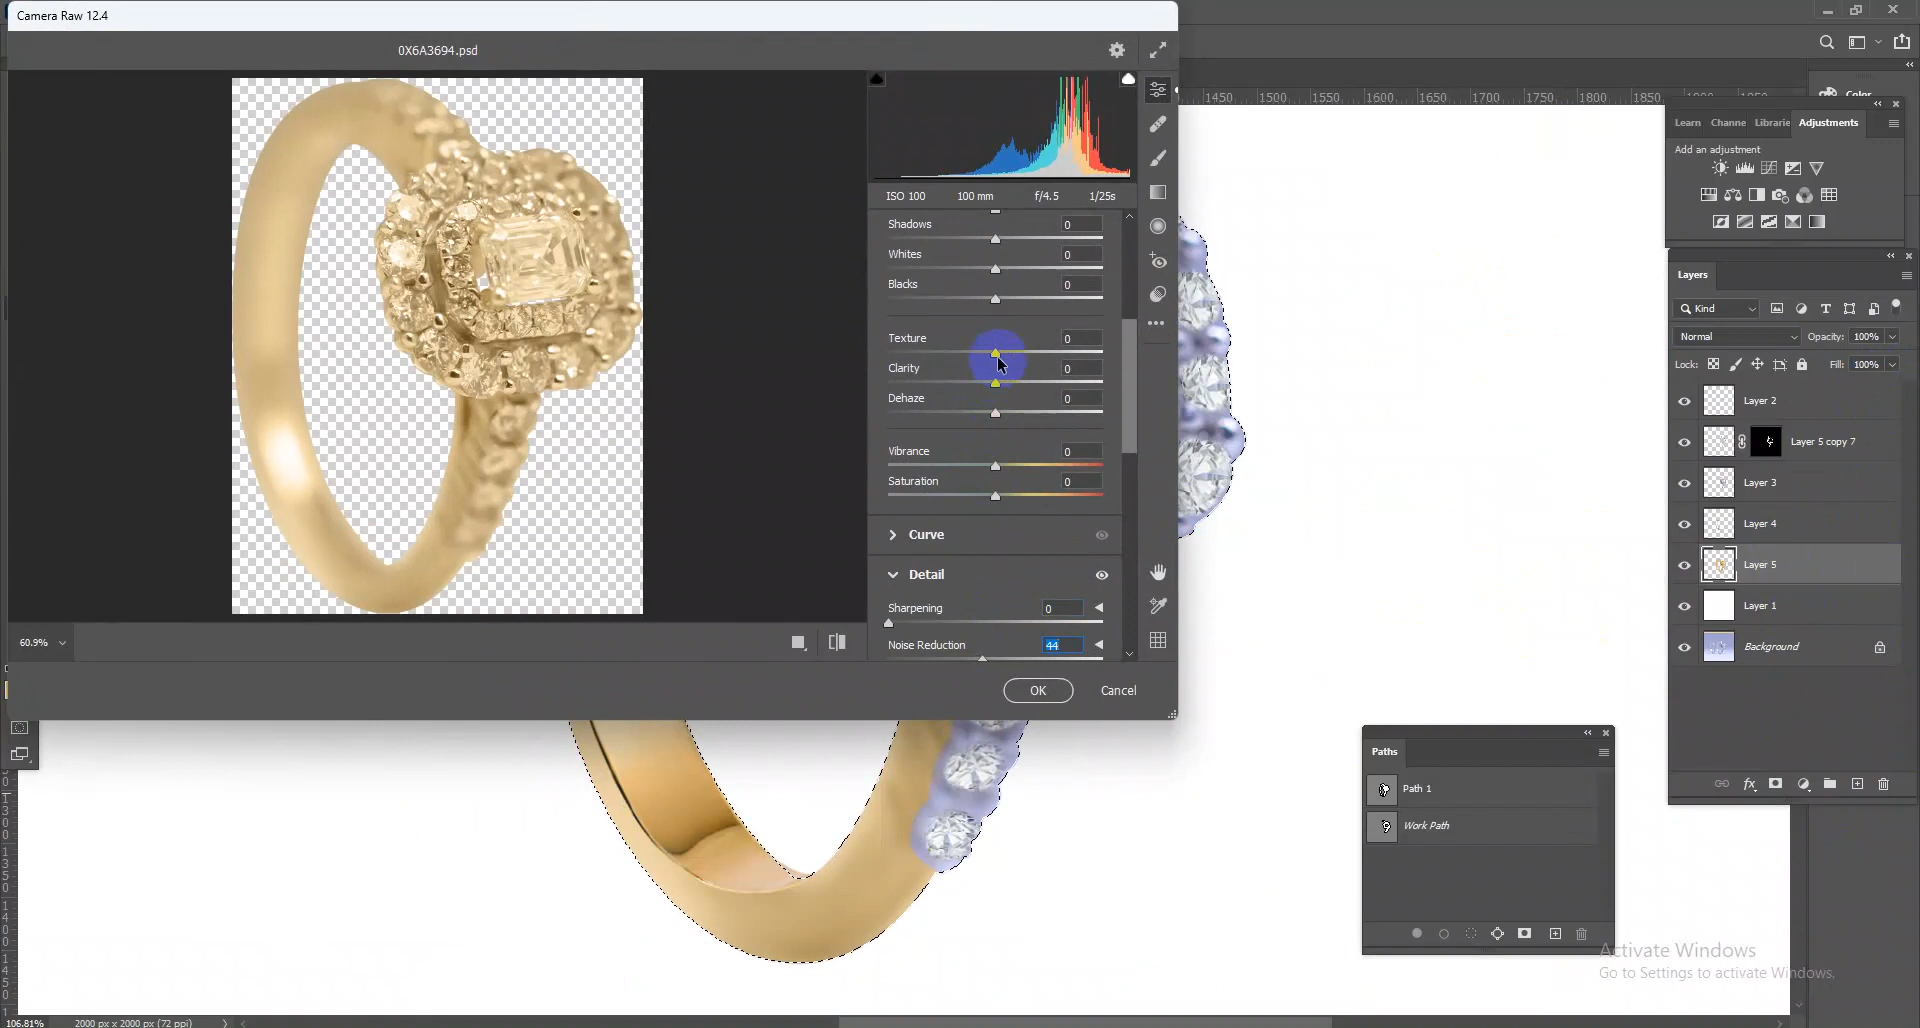 Camera Raw 12.4
0X6A3694.psd
ISO 100 100 mm f/4.5 1/25s
Shadows 0
Whites 0
Blacks 0
Texture 0
Clarity 0
Dehaze 0
Vibrance 0
Saturation 0
Curve
Detail
Sharpening 0
Noise Reduction 44
60.9%
OK Cancel
1450 1500 1550 1600 1650 1700 1750 1800 1850
Color
Learn Channe Librarie Adjustments
Add an adjustment
Layers
Kind
Normal Opacity: 100%
Lock: Fill: 100%
Layer 2
Layer 5 copy 7
Layer 3
Layer 4
Layer 5
Layer 1
Background
Paths
Path 1
Work Path
Activate Windows
Go to Settings to activate Windows.
106.81% 2000 px x 2000 px (72 ppi)